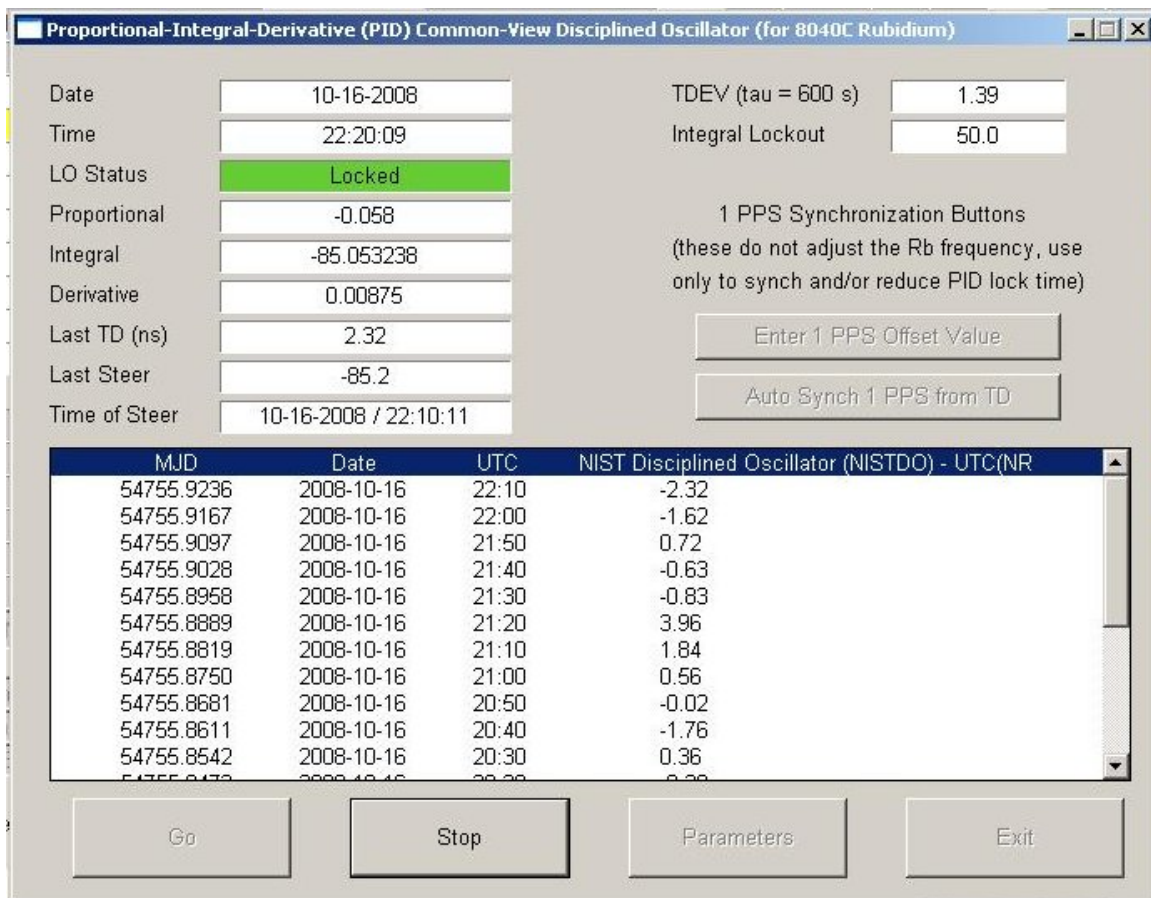 Proportional-Integral-Derivative (PID) Common-View Disciplined Oscillator (for 8040C Rubidium)
Date 10-16-2008
Time 22:20:09
LO Status Locked
Proportional -0.058
Integral -85.053238
Derivative 0.00875
Last TD (ns) 2.32
Last Steer -85.2
Time of Steer 10-16-2008 / 22:10:11
TDEV (tau = 600 s) 1.39
Integral Lockout 50.0
1 PPS Synchronization Buttons
(these do not adjust the Rb frequency, use
only to synch and/or reduce PID lock time)
Enter 1 PPS Offset Value
Auto Synch 1 PPS from TD
MJD Date UTC NIST Disciplined Oscillator (NISTDO) - UTC(NR
54755.9236 2008-10-16 22:10 -2.32
54755.9167 2008-10-16 22:00 -1.62
54755.9097 2008-10-16 21:50 0.72
54755.9028 2008-10-16 21:40 -0.63
54755.8958 2008-10-16 21:30 -0.83
54755.8889 2008-10-16 21:20 3.96
54755.8819 2008-10-16 21:10 1.84
54755.8750 2008-10-16 21:00 0.56
54755.8681 2008-10-16 20:50 -0.02
54755.8611 2008-10-16 20:40 -1.76
54755.8542 2008-10-16 20:30 0.36
Go Stop Parameters Exit